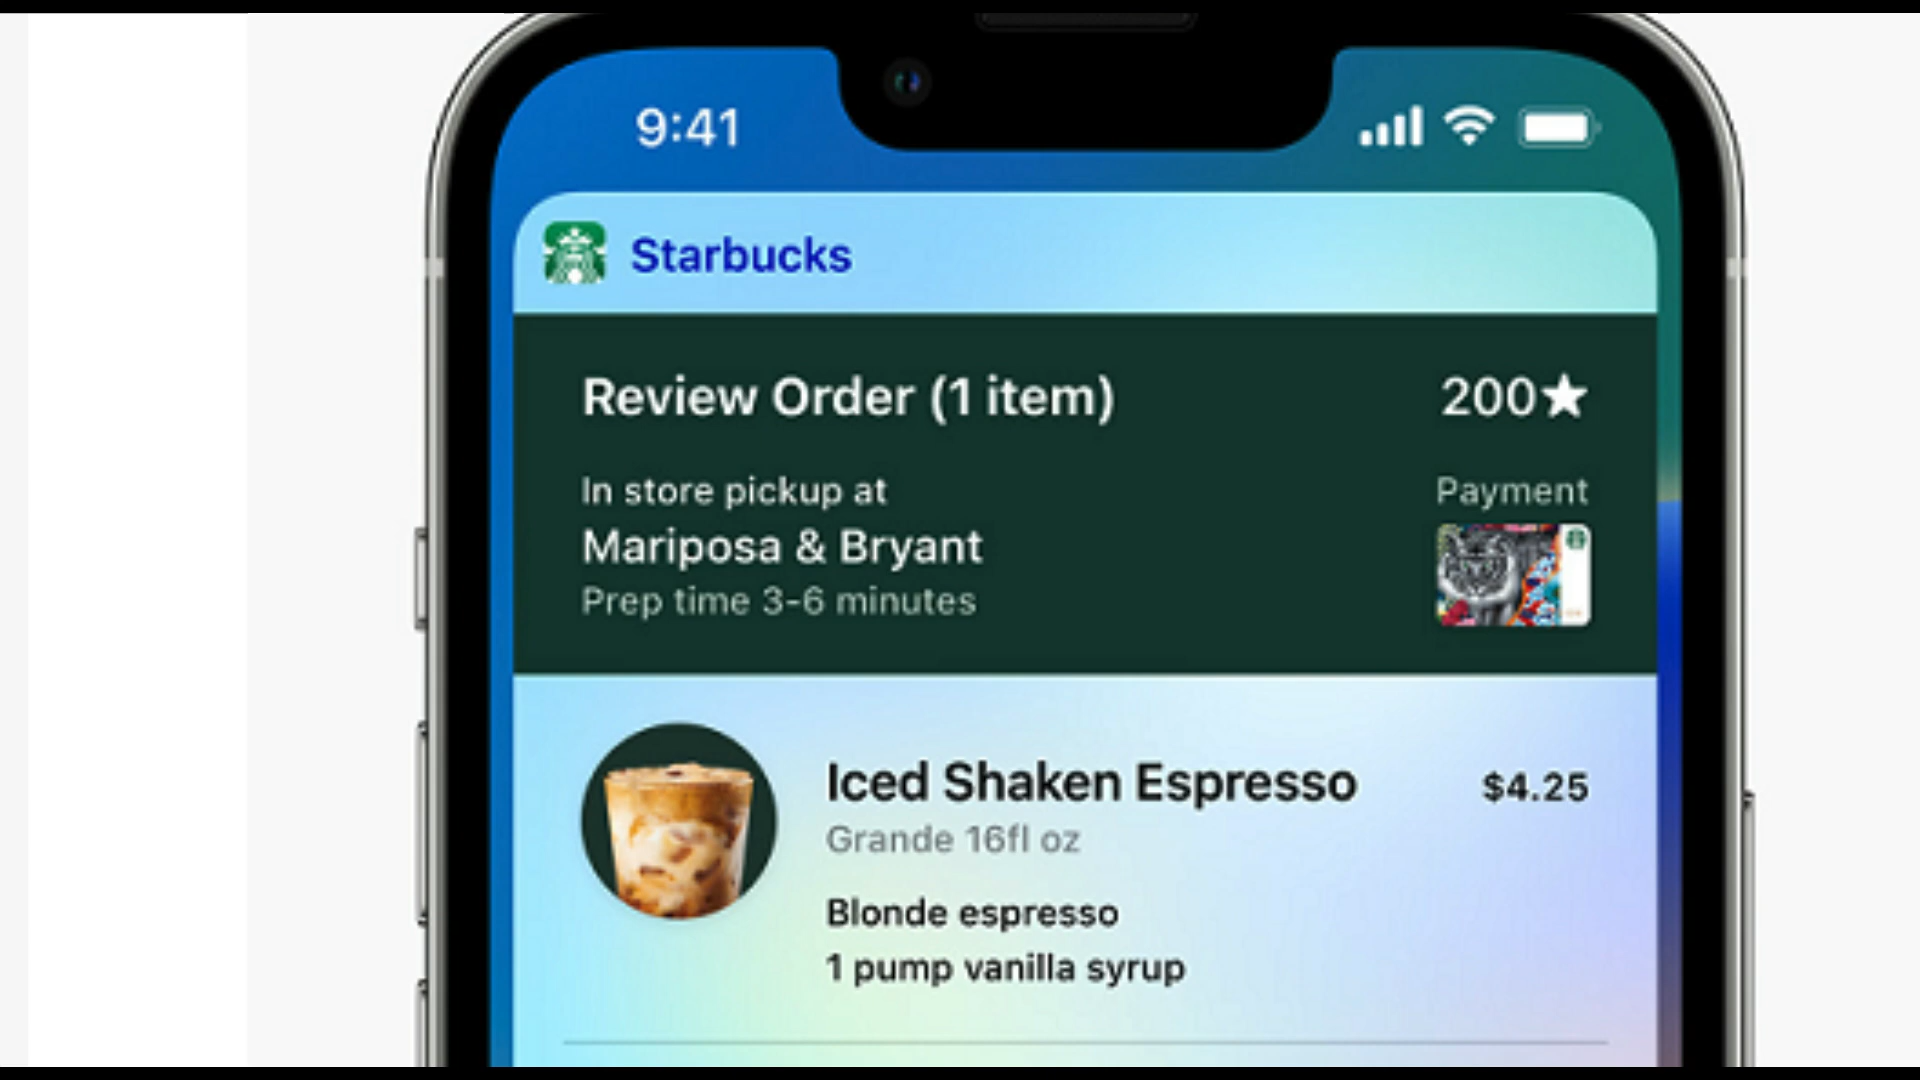 9:41
Starbucks
Review Order (1 item)
200★
In store pickup at
Payment
Mariposa & Bryant
Prep time 3-6 minutes
Iced Shaken Espresso
$4.25
Grande 16fl oz
Blonde espresso
1 pump vanilla syrup